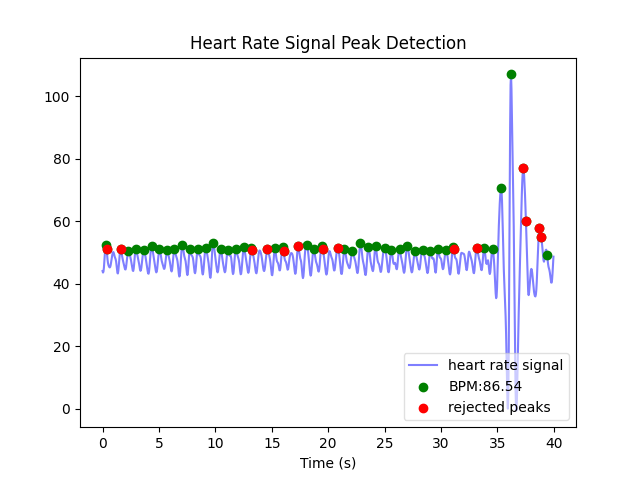 Heart Rate Signal Peak Detection
100
80
60
40
20
0
heart rate signal
BPM:86.54
rejected peaks
0 5 10 15 20 25 30 35 40
Time (s)